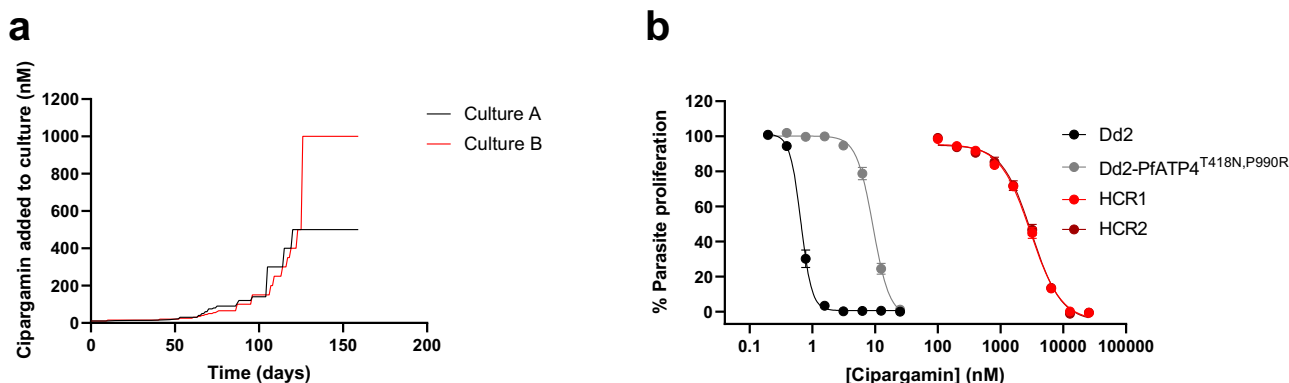 a
Cipargamin added to culture (nM)
1200
1000
800
600
400
200
0
0 50 100 150 200
Time (days)
Culture A
Culture B
b
% Parasite proliferation
120
100
80
60
40
20
0
0.1 1 10 100 1000 10000 100000
[Cipargamin] (nM)
Dd2
Dd2-PfATP4T418N,P990R
HCR1
HCR2